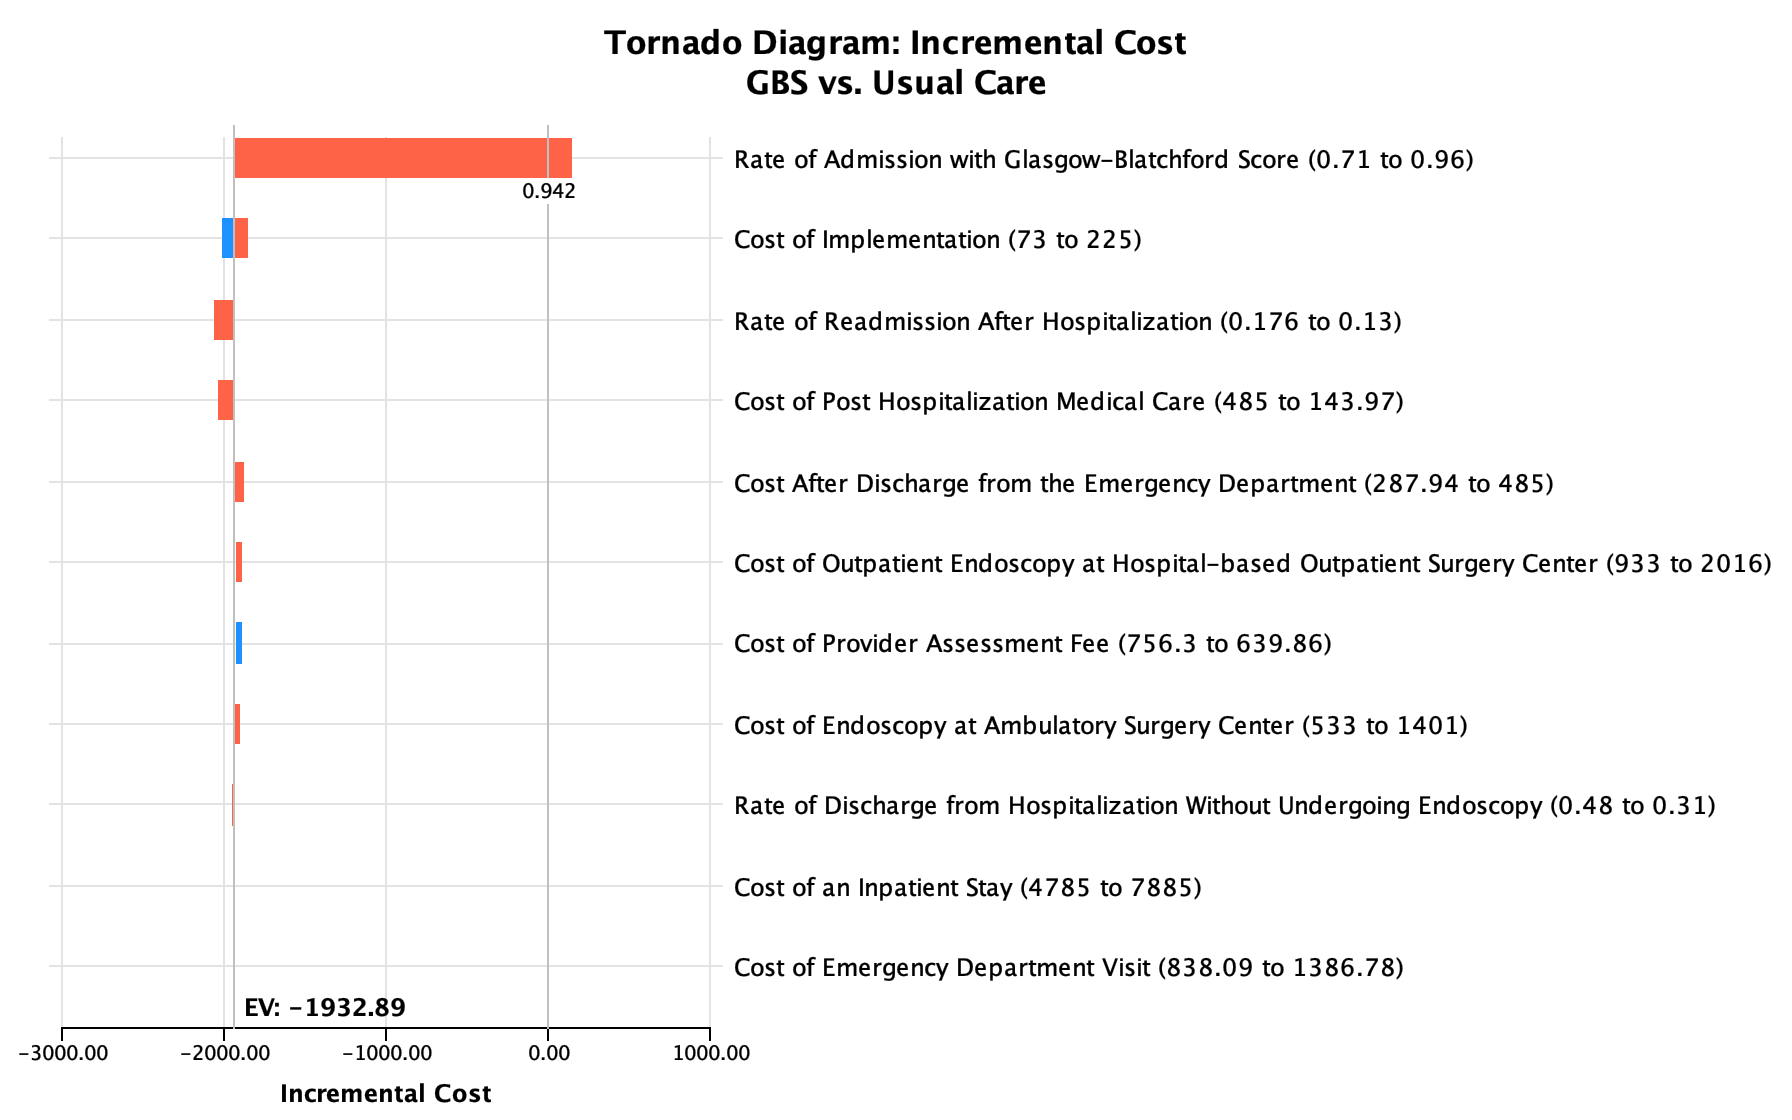 Tornado Diagram: Incremental Cost
GBS vs. Usual Care
Rate of Admission with Glasgow-Blatchford Score (0.71 to 0.96)
0.942
Cost of Implementation (73 to 225)
Rate of Readmission After Hospitalization (0.176 to 0.13)
Cost of Post Hospitalization Medical Care (485 to 143.97)
Cost After Discharge from the Emergency Department (287.94 to 485)
Cost of Outpatient Endoscopy at Hospital-based Outpatient Surgery Center (933 to 2016)
Cost of Provider Assessment Fee (756.3 to 639.86)
Cost of Endoscopy at Ambulatory Surgery Center (533 to 1401)
Rate of Discharge from Hospitalization Without Undergoing Endoscopy (0.48 to 0.31)
Cost of an Inpatient Stay (4785 to 7885)
Cost of Emergency Department Visit (838.09 to 1386.78)
EV: -1932.89
-3000.00 -2000.00 -1000.00 0.00 1000.00
Incremental Cost